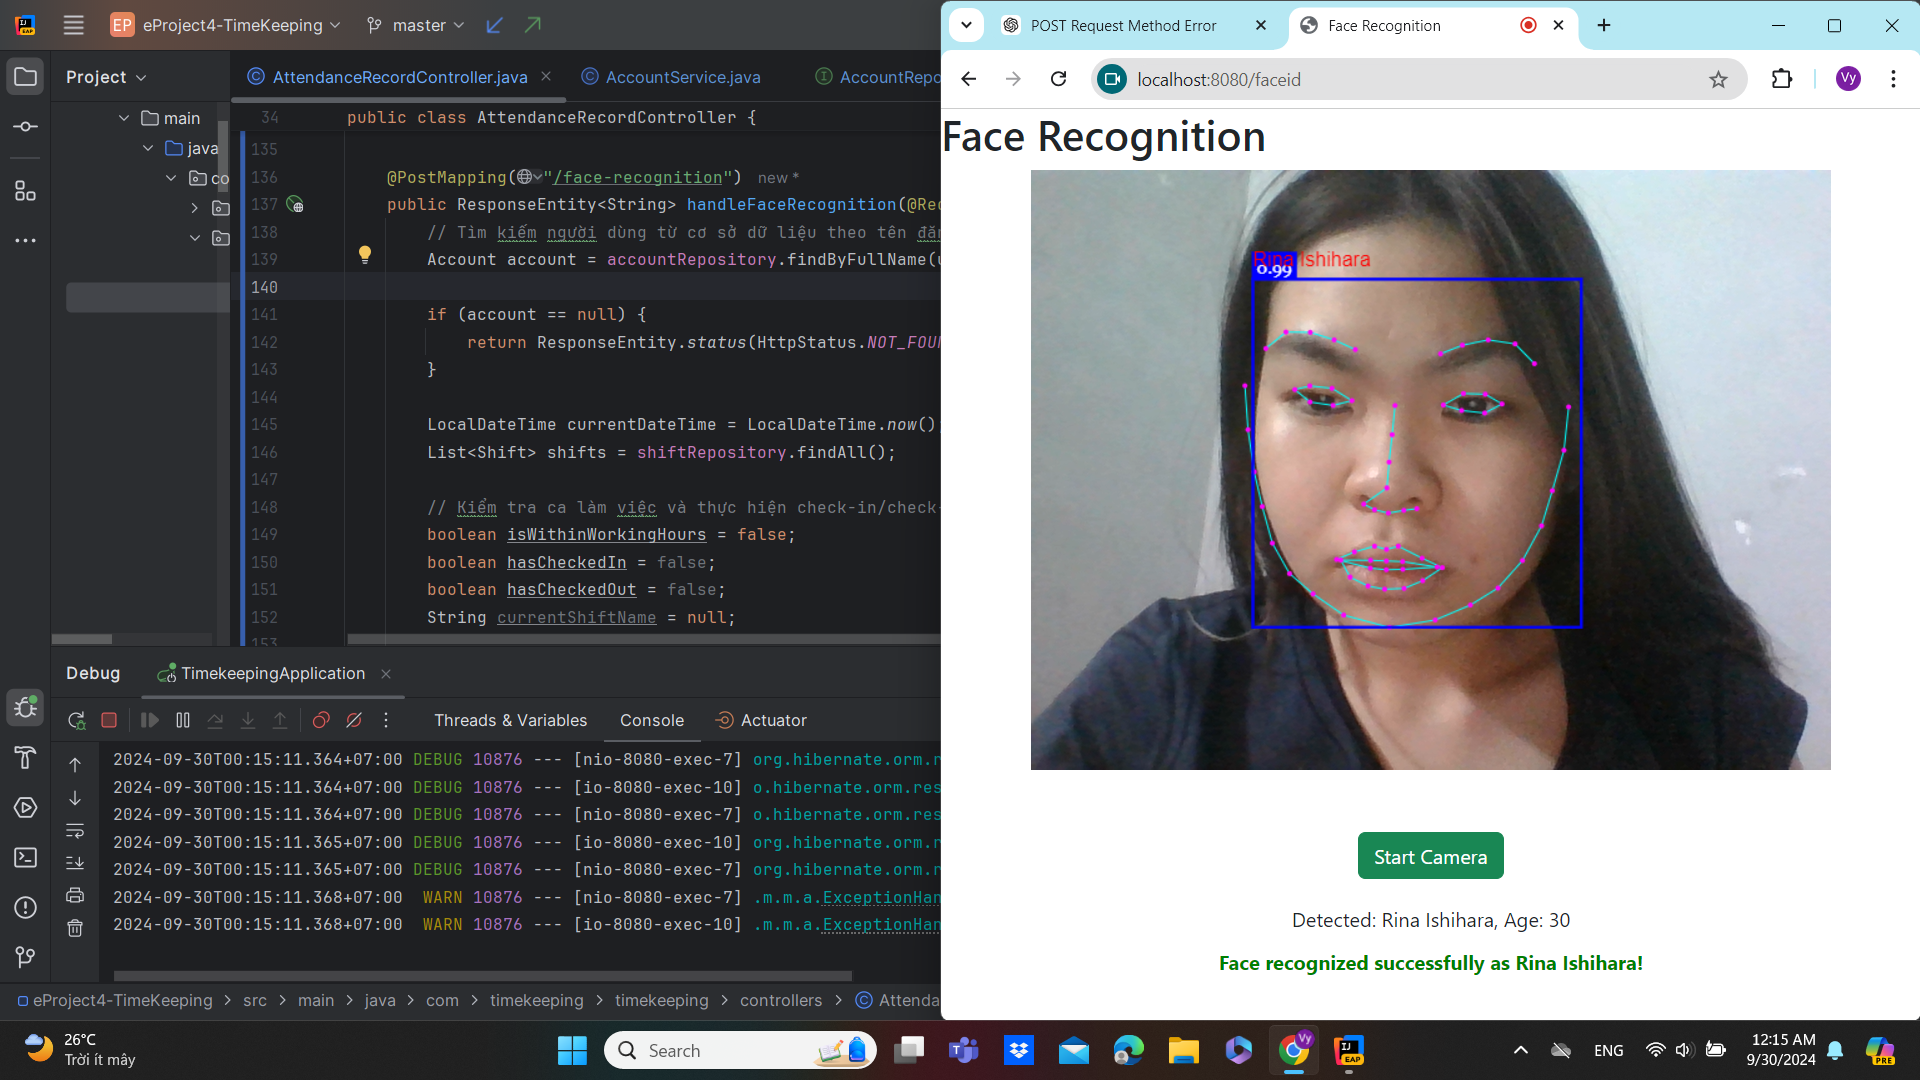 EP eProject4-TimeKeeping master
Project
AttendanceRecordController.java
AccountService.java
AccountRepo
main
java
co
34 public class AttendanceRecordController {
135
136 @PostMapping("/face-recognition") new *
137 public ResponseEntity<String> handleFaceRecognition(@Rec
138 // Tìm kiếm người dùng từ cơ sở dữ liệu theo tên đăn
139 Account account = accountRepository.findByFullName(u
140
141 if (account == null) {
142 return ResponseEntity.status(HttpStatus.NOT_FOUN
143 }
144
145 LocalDateTime currentDateTime = LocalDateTime.now()
146 List<Shift> shifts = shiftRepository.findAll();
147
148 // Kiểm tra ca làm việc và thực hiện check-in/check-
149 boolean isWithinWorkingHours = false;
150 boolean hasCheckedIn = false;
151 boolean hasCheckedOut = false;
152 String currentShiftName = null;
153
Debug TimekeepingApplication
Threads & Variables Console Actuator
2024-09-30T00:15:11.364+07:00 DEBUG 10876 --- [nio-8080-exec-7] org.hibernate.orm.r
2024-09-30T00:15:11.364+07:00 DEBUG 10876 --- [io-8080-exec-10] o.hibernate.orm.res
2024-09-30T00:15:11.364+07:00 DEBUG 10876 --- [nio-8080-exec-7] o.hibernate.orm.res
2024-09-30T00:15:11.365+07:00 DEBUG 10876 --- [io-8080-exec-10] org.hibernate.orm.r
2024-09-30T00:15:11.365+07:00 DEBUG 10876 --- [nio-8080-exec-7] org.hibernate.orm.r
2024-09-30T00:15:11.368+07:00 WARN 10876 --- [nio-8080-exec-7] .m.m.a.ExceptionHan
2024-09-30T00:15:11.368+07:00 WARN 10876 --- [io-8080-exec-10] .m.m.a.ExceptionHan
eProject4-TimeKeeping > src > main > java > com > timekeeping > timekeeping > controllers > Attenda
POST Request Method Error
Face Recognition
localhost:8080/faceid
Vy
Face Recognition
Rina Ishihara
0.99
Start Camera
Detected: Rina Ishihara, Age: 30
Face recognized successfully as Rina Ishihara!
26°C
Trời ít mây
Search
Vy
EAP
ENG
12:15 AM
9/30/2024
PRE